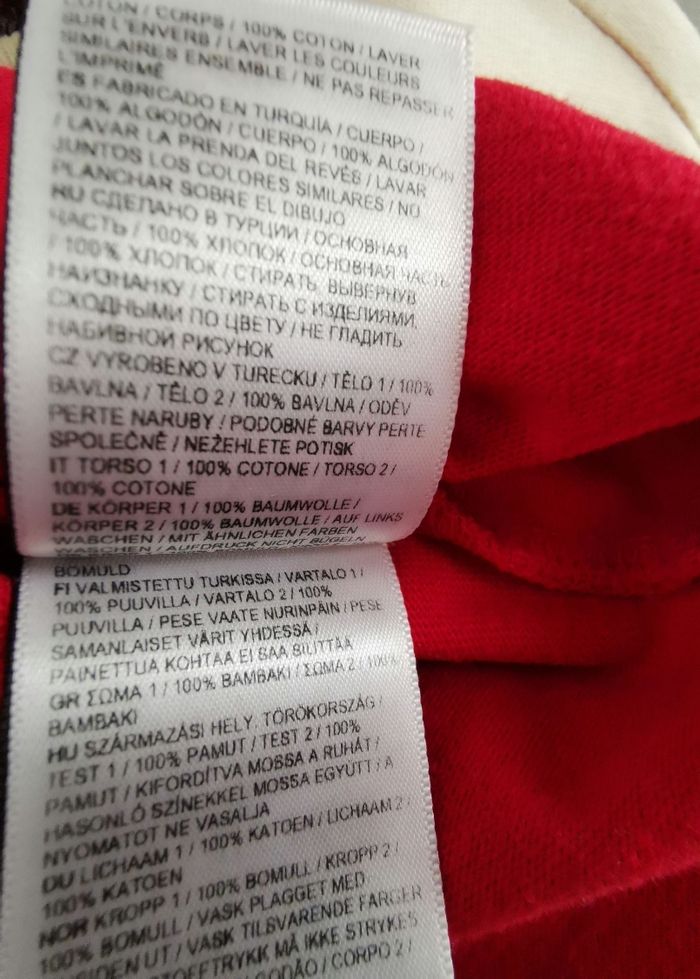 COTON / CORPS / 100% COTON / LAVER
SUR L'ENVERS / LAVER LES COULEURS
SIMILAIRES ENSEMBLE / NE PAS REPASSER
L'IMPRIMÉ
ES FABRICADO EN TURQUÍA / CUERPO /
100% ALGODÓN / CUERPO / 100% ALGODÓN
/ LAVAR LA PRENDA DEL REVÉS / LAVAR
JUNTOS LOS COLORES SIMILARES / NO
PLANCHAR SOBRE EL DIBUJO
RU СДЕЛАНО В ТУРЦИИ / ОСНОВНАЯ
ЧАСТЬ / 100% ХЛОПОК / ОСНОВНАЯ ЧАСТЬ
/ 100% ХЛОПОК / СТИРАТЬ, ВЫВЕРНУВ
НАИЗНАНКУ / СТИРАТЬ С ИЗДЕЛИЯМИ,
СХОДНЫМИ ПО ЦВЕТУ / НЕ ГЛАДИТЬ
НАБИВНОЙ РИСУНОК
CZ VYROBENO V TURECKU / TĚLO 1 / 100%
BAVLNA / TĚLO 2 / 100% BAVLNA / ODĚV
PERTE NARUBY / PODOBNÉ BARVY PERTE
SPOLEČNĚ / NEŽEHLETE POTISK
IT TORSO 1 / 100% COTONE / TORSO 2 /
100% COTONE
DE KÖRPER 1 / 100% BAUMWOLLE /
KÖRPER 2 / 100% BAUMWOLLE / AUF LINKS
WASCHEN / MIT ÄHNLICHEN FARBEN
WASCHEN / AUFDRUCK NICHT BÜGELN
BOMULD
FI VALMISTETTU TURKISSA / VARTALO 1 /
100% PUUVILLA / VARTALO 2 / 100%
PUUVILLA / PESE VAATE NURINPÄIN / PESE
SAMANLAISET VÄRIT YHDESSÄ /
PAINETTUA KOHTAA EI SAA SILITTÄÄ
GR ΣΩΜΑ 1 / 100% ΒΑΜΒΑΚΙ / ΣΩΜΑ 2 / 100%
ΒΑΜΒΑΚΙ
HU SZÁRMAZÁSI HELY, TÖRÖKORSZÁG /
TEST 1 / 100% PAMUT / TEST 2 / 100%
PAMUT / KIFORDÍTVA MOSSA A RUHÁT /
HASONLÓ SZÍNEKKEL MOSSA EGYÜTT / A
NYOMATOT NE VASALJA
DU LICHAAM 1 / 100% KATOEN / LICHAAM 2 /
100% KATOEN
NOR KROPP 1 / 100% BOMULL / KROPP 2 /
100% BOMULL / VASK PLAGGET MED
INNSIDEN UT / VASK TILSVARENDE FARGER
STOFFTRYKK MÅ IKKE STRYKES
ALGODÃO / CORPO 2 /